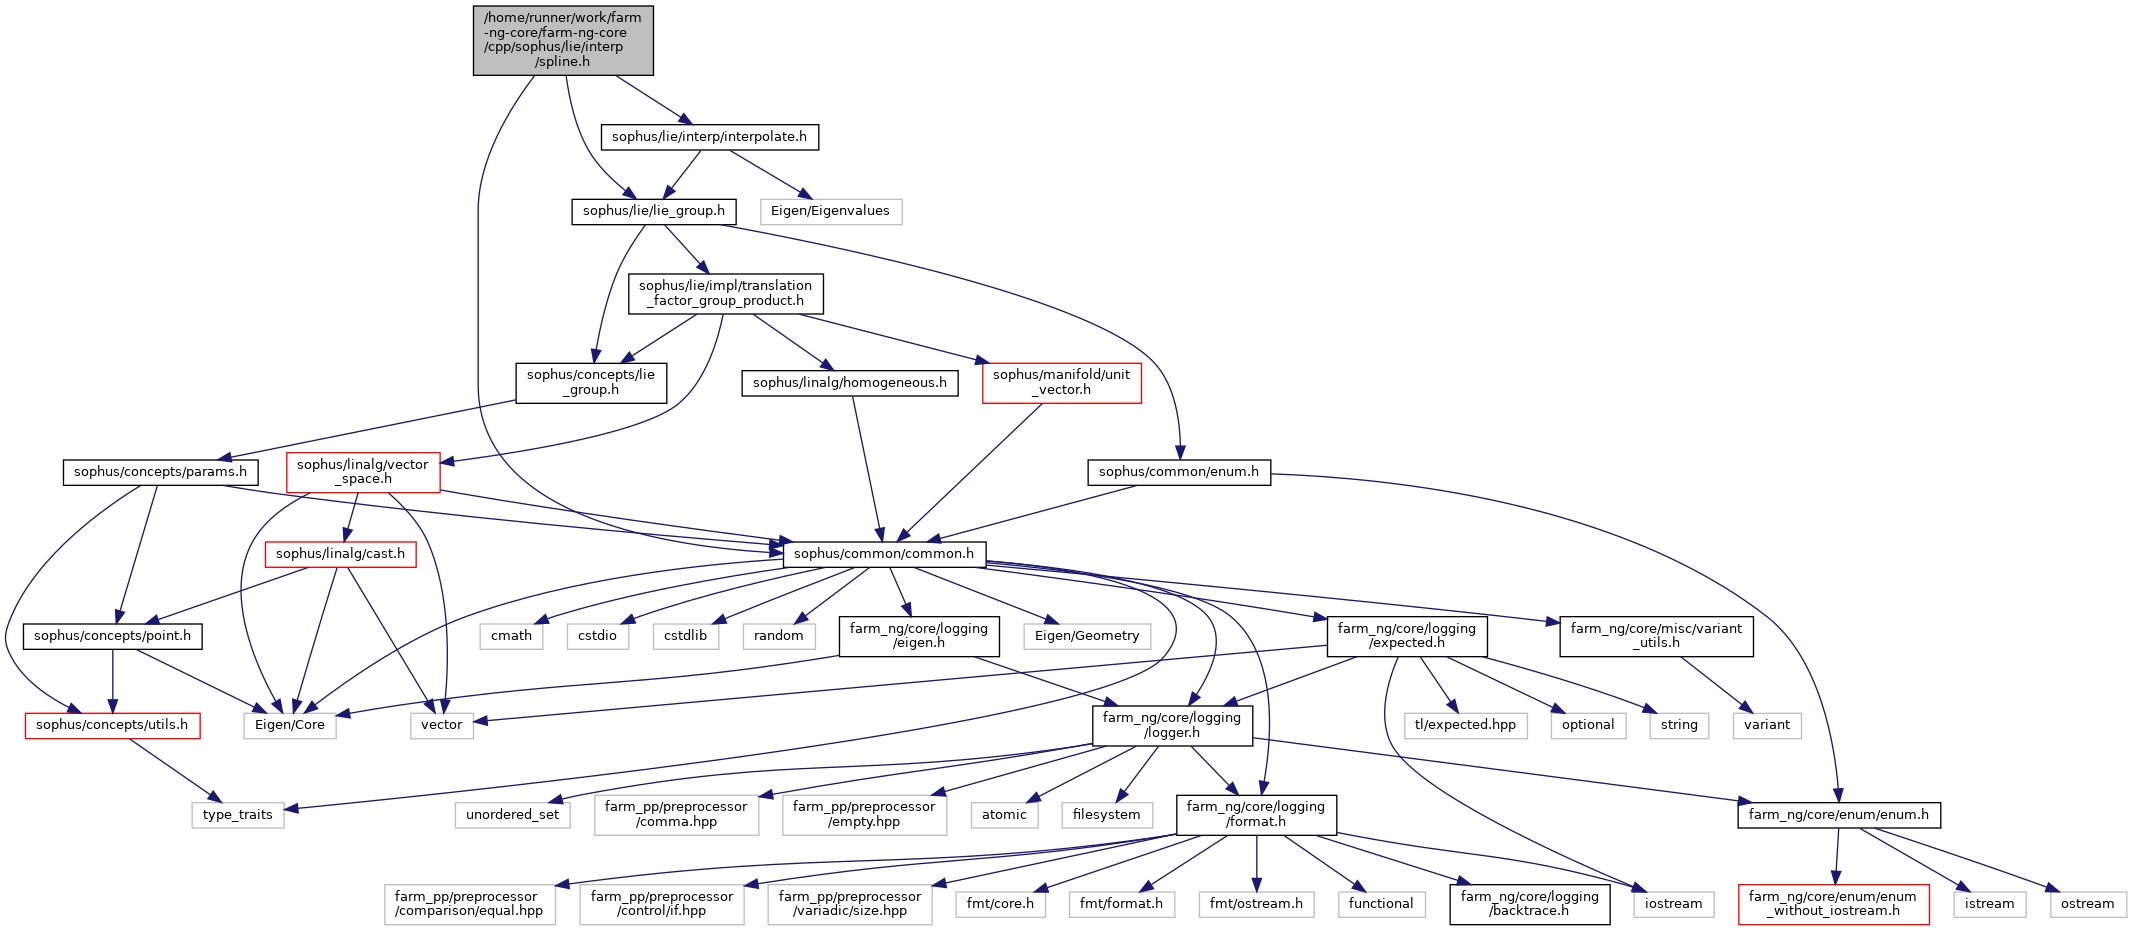 /home/runner/work/farm
-ng-core/farm-ng-core
/cpp/sophus/lie/interp
/spline.h
sophus/lie/interp/interpolate.h
sophus/lie/lie_group.h
Eigen/Eigenvalues
sophus/lie/impl/translation
_factor_group_product.h
sophus/concepts/lie
_group.h
sophus/linalg/homogeneous.h
sophus/manifold/unit
_vector.h
sophus/concepts/params.h
sophus/linalg/vector
_space.h
sophus/common/enum.h
sophus/linalg/cast.h
sophus/common/common.h
sophus/concepts/point.h
cmath
cstdio
cstdlib
random
farm_ng/core/logging
/eigen.h
Eigen/Geometry
farm_ng/core/logging
/expected.h
farm_ng/core/misc/variant
_utils.h
sophus/concepts/utils.h
Eigen/Core
vector
farm_ng/core/logging
/logger.h
tl/expected.hpp
optional
string
variant
type_traits
unordered_set
farm_pp/preprocessor
/comma.hpp
farm_pp/preprocessor
/empty.hpp
atomic
filesystem
farm_ng/core/logging
/format.h
farm_ng/core/enum/enum.h
farm_pp/preprocessor
/comparison/equal.hpp
farm_pp/preprocessor
/control/if.hpp
farm_pp/preprocessor
/variadic/size.hpp
fmt/core.h
fmt/format.h
fmt/ostream.h
functional
farm_ng/core/logging
/backtrace.h
iostream
farm_ng/core/enum/enum
_without_iostream.h
istream
ostream